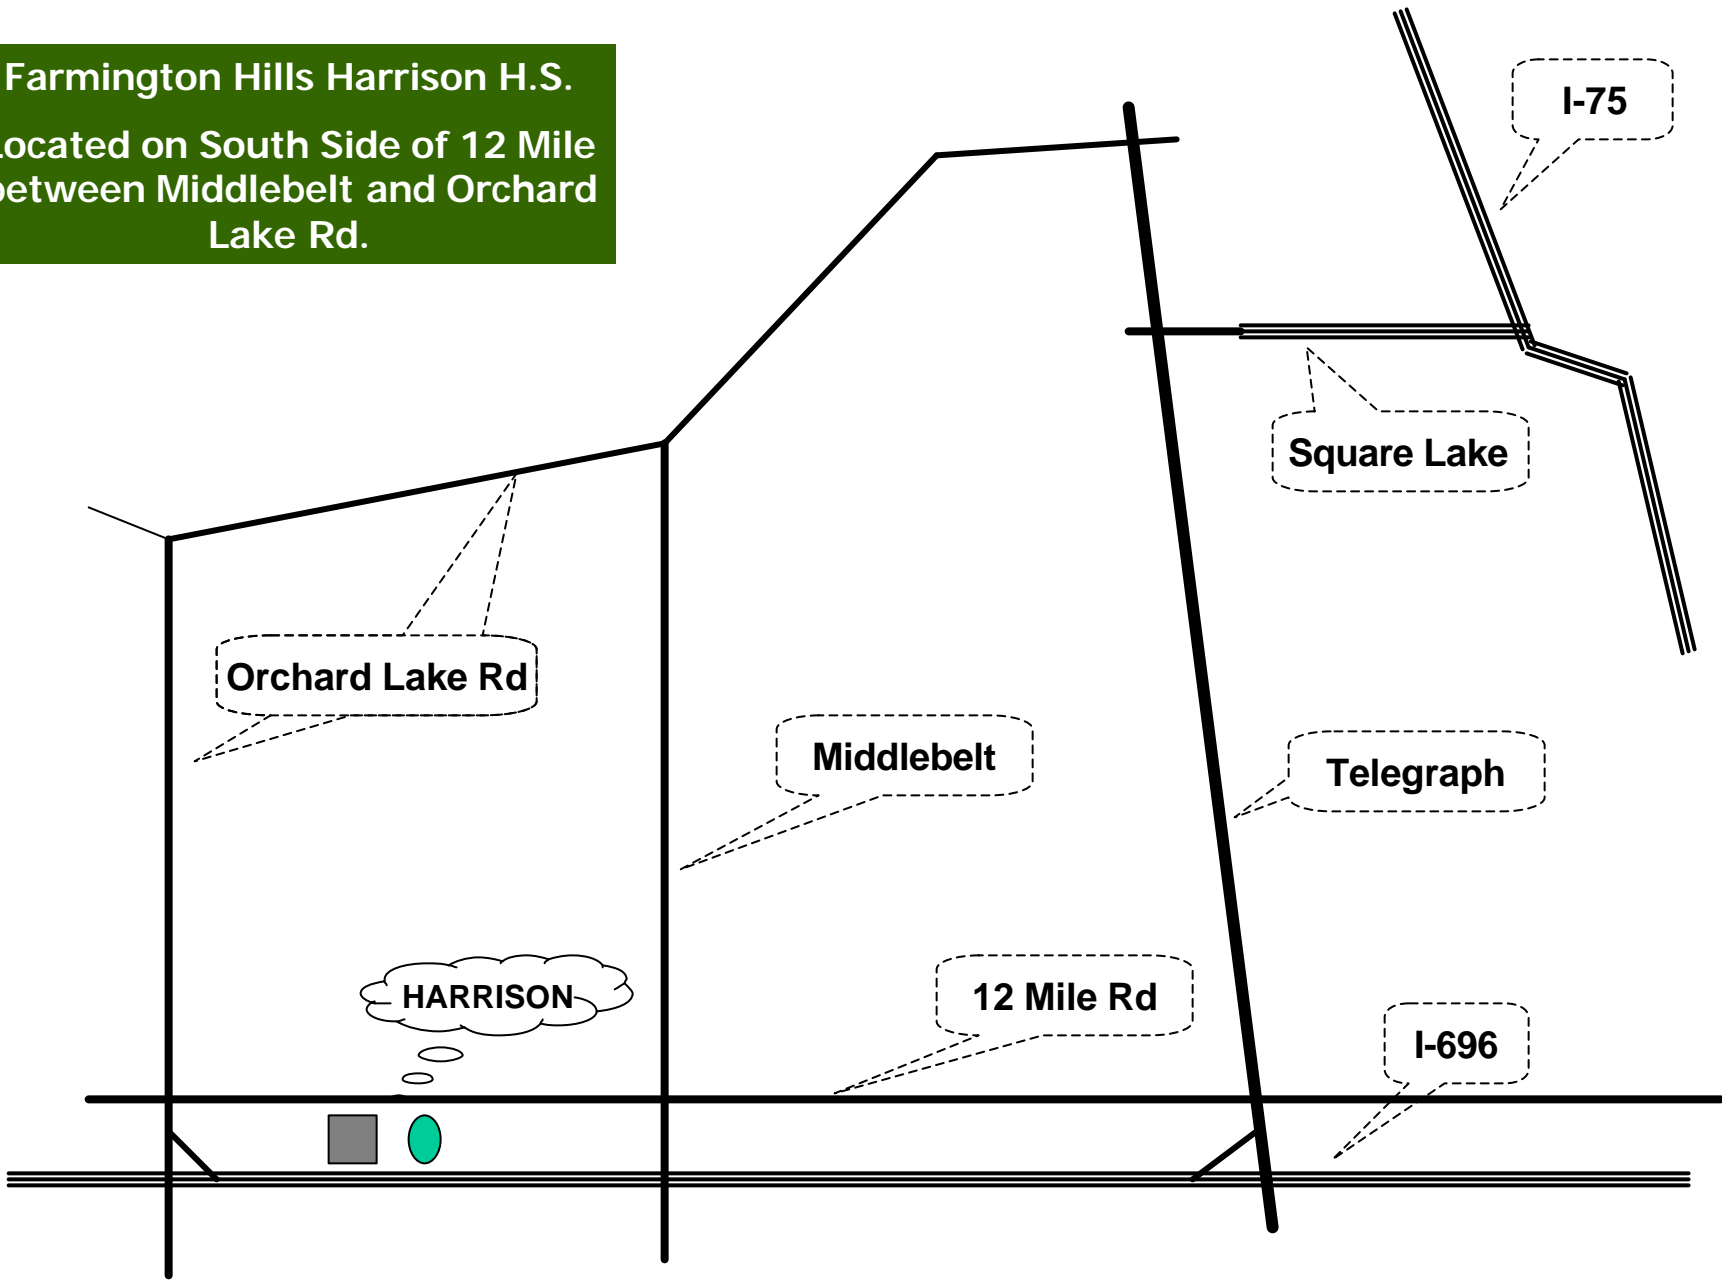 Farmington Hills Harrison H.S.
Located on South Side of 12 Mile
between Middlebelt and Orchard
Lake Rd.
I-75
Square Lake
Orchard Lake Rd
Middlebelt
Telegraph
HARRISON
12 Mile Rd
I-696